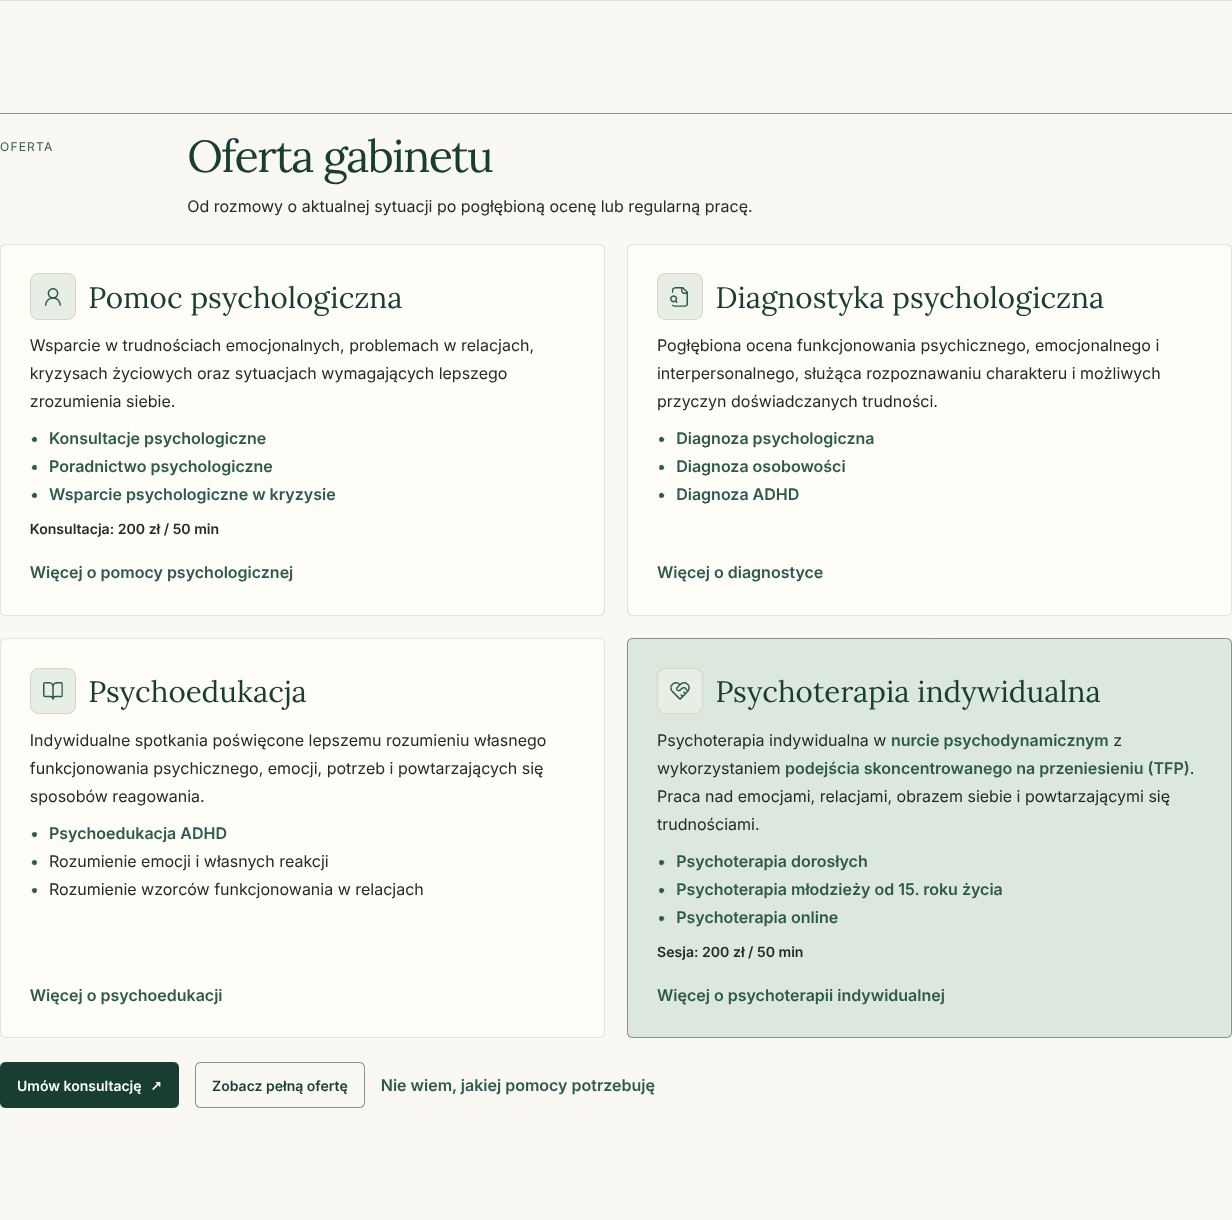 OFERTA
Oferta gabinetu
Od rozmowy o aktualnej sytuacji po pogłębioną ocenę lub regularną pracę.
Pomoc psychologiczna
Wsparcie w trudnościach emocjonalnych, problemach w relacjach,
kryzysach życiowych oraz sytuacjach wymagających lepszego
zrozumienia siebie.
• Konsultacje psychologiczne
• Poradnictwo psychologiczne
• Wsparcie psychologiczne w kryzysie
Konsultacja: 200 zł / 50 min
Więcej o pomocy psychologicznej
Diagnostyka psychologiczna
Pogłębiona ocena funkcjonowania psychicznego, emocjonalnego i
interpersonalnego, służąca rozpoznawaniu charakteru i możliwych
przyczyn doświadczanych trudności.
• Diagnoza psychologiczna
• Diagnoza osobowości
• Diagnoza ADHD
Więcej o diagnostyce
Psychoedukacja
Indywidualne spotkania poświęcone lepszemu rozumieniu własnego
funkcjonowania psychicznego, emocji, potrzeb i powtarzających się
sposobów reagowania.
• Psychoedukacja ADHD
• Rozumienie emocji i własnych reakcji
• Rozumienie wzorców funkcjonowania w relacjach
Więcej o psychoedukacji
Psychoterapia indywidualna
Psychoterapia indywidualna w nurcie psychodynamicznym z
wykorzystaniem podejścia skoncentrowanego na przeniesieniu (TFP).
Praca nad emocjami, relacjami, obrazem siebie i powtarzającymi się
trudnościami.
• Psychoterapia dorosłych
• Psychoterapia młodzieży od 15. roku życia
• Psychoterapia online
Sesja: 200 zł / 50 min
Więcej o psychoterapii indywidualnej
Umów konsultację ↗
Zobacz pełną ofertę
Nie wiem, jakiej pomocy potrzebuję